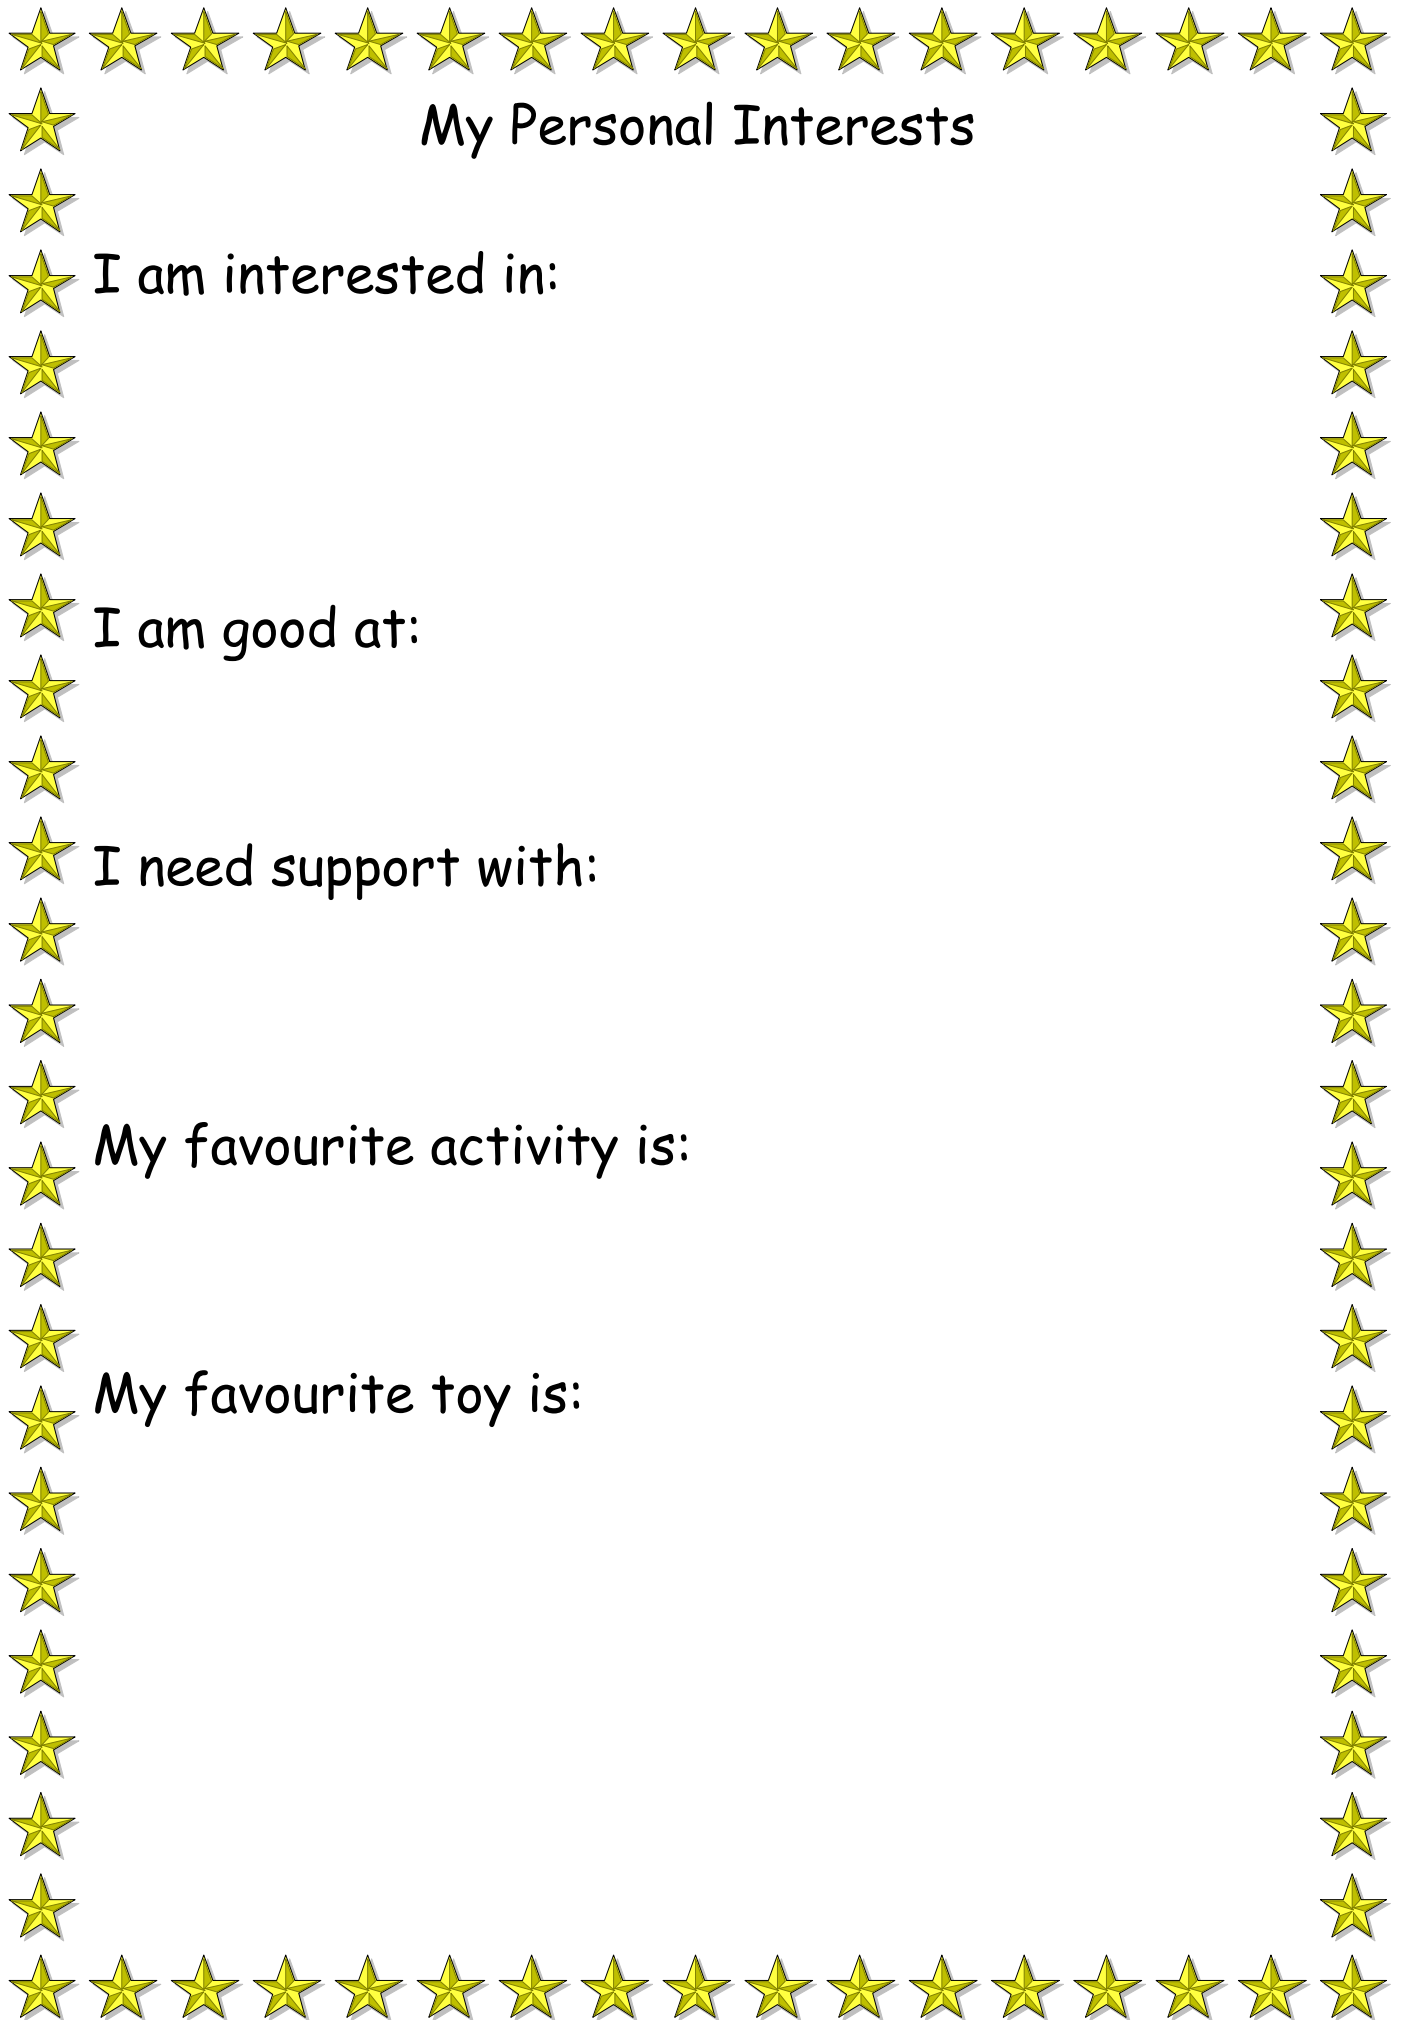 My Personal Interests
I am interested in:
I am good at:
I need support with:
My favourite activity is:
My favourite toy is: